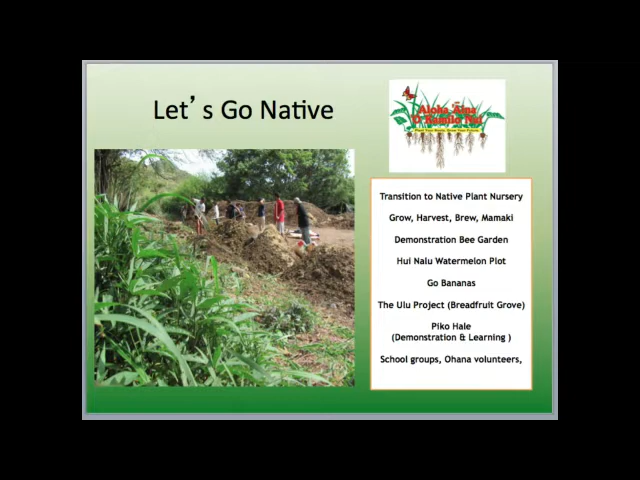 Let's Go Native
Aloha 'Āina
O Kamilo Nui
Transition to Native Plant Nursery
Grow, Harvest, Brew, Mamaki
Demonstration Bee Garden
Hui Nalu Watermelon Plot
Go Bananas
The Ulu Project (Breadfruit Grove)
Piko Hale
(Demonstration & Learning )
School groups, Ohana volunteers,